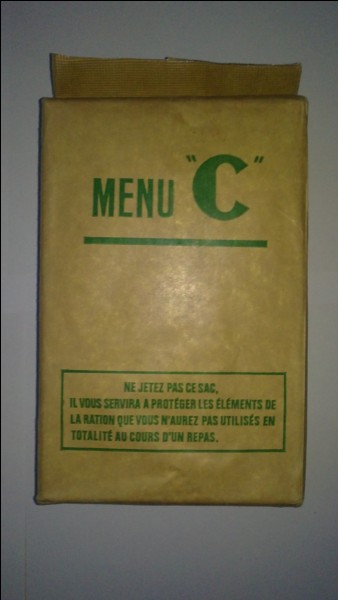 MENU "C"
NE JETEZ PAS CE SAC,
IL VOUS SERVIRA A PROTÉGER LES ÉLÉMENTS DE
LA RATION QUE VOUS N'AUREZ PAS UTILISÉS EN
TOTALITÉ AU COURS D'UN REPAS.